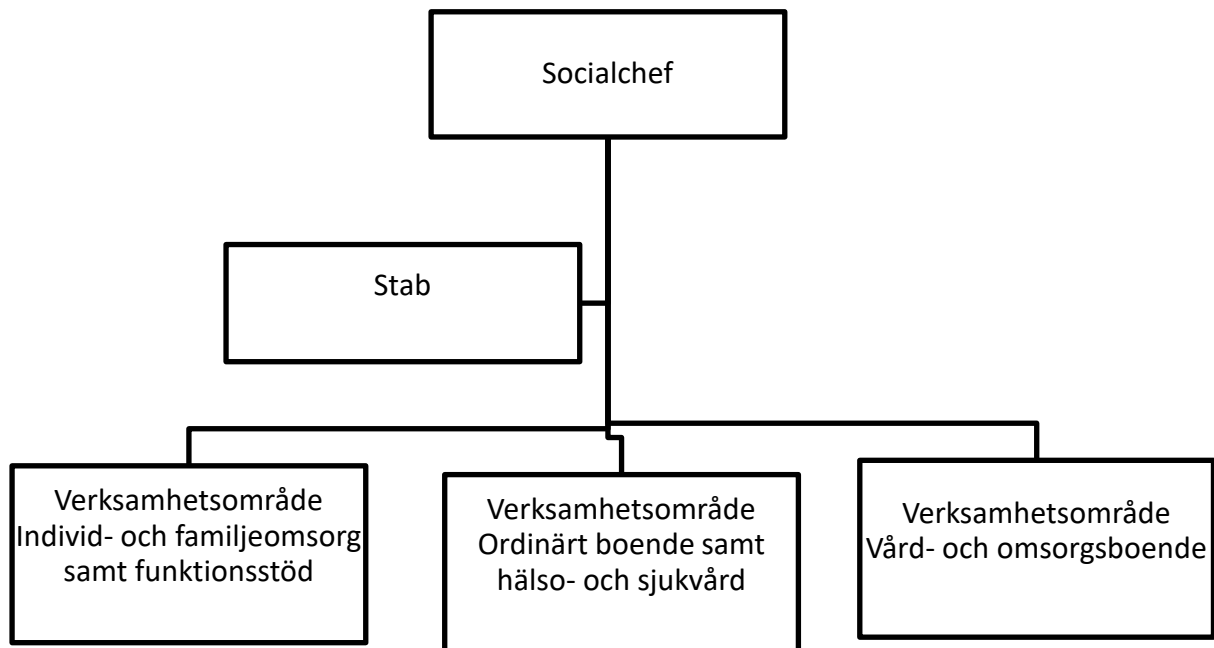 Socialchef
Stab
Verksamhetsområde
Individ- och familjeomsorg
samt funktionsstöd
Verksamhetsområde
Ordinärt boende samt
hälso- och sjukvård
Verksamhetsområde
Vård- och omsorgsboende